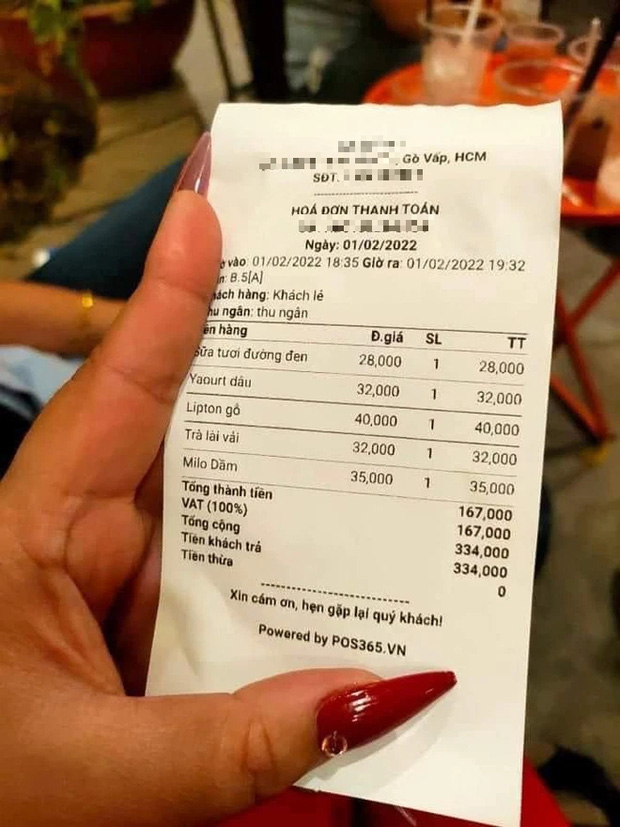 Gò Vấp, HCM
SĐT.
HOÁ ĐƠN THANH TOÁN
Ngày: 01/02/2022
vào: 01/02/2022 18:35 Giờ ra: 01/02/2022 19:32
B.5[A]
hàng: Khách lẻ
ngân: thu ngân
hàng Đ.giá SL TT
Sữa tươi đường đen 28,000 1 28,000
Yaourt dâu 32,000 1 32,000
Lipton gồ 40,000 1 40,000
Trà lài vải 32,000 1 32,000
Milo Dầm 35,000 1 35,000
Tổng thành tiền 167,000
VAT (100%) 167,000
Tổng cộng 334,000
Tiền khách trả 334,000
Tiền thừa 0
Xin cám ơn, hẹn gặp lại quý khách!
Powered by POS365.VN